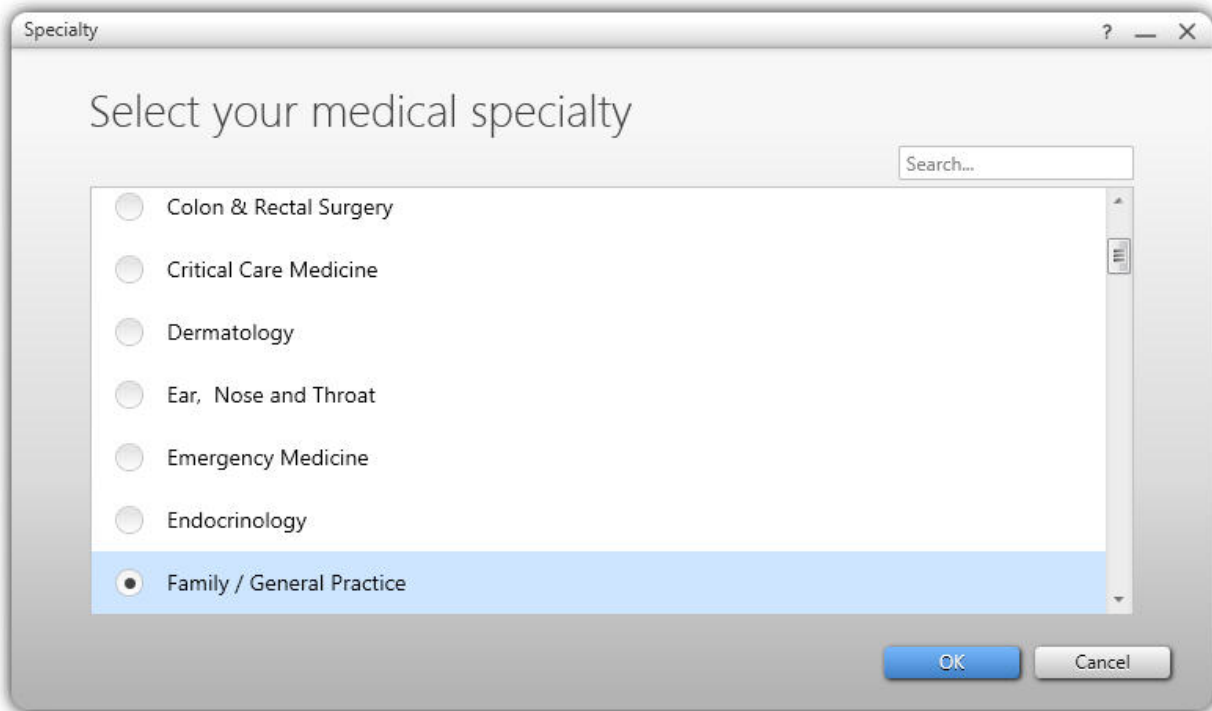 Specialty ?
Select your medical specialty
Search...
Colon & Rectal Surgery
Critical Care Medicine
Dermatology
Ear,  Nose and Throat
Emergency Medicine
Endocrinology
Family / General Practice
OK Cancel